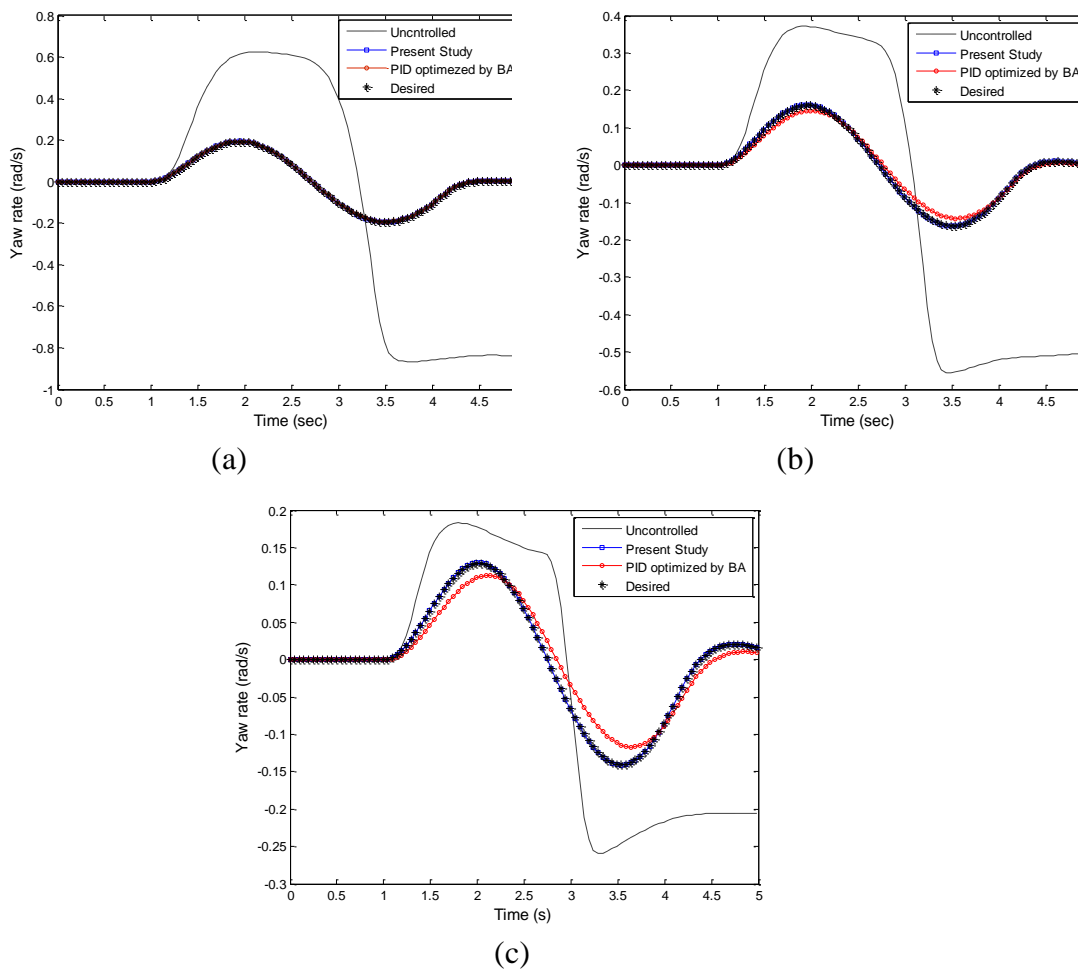 0.8
0.6
0.4
0.2
0
-0.2
-0.4
-0.6
-0.8
-1
Yaw rate (rad/s)
0 0.5 1 1.5 2 2.5 3 3.5 4 4.5
Time (sec)
Uncntrolled
Present Study
PID optimezed by BA
Desired
(a)
0.4
0.3
0.2
0.1
0
-0.1
-0.2
-0.3
-0.4
-0.5
-0.6
Yaw rate (rad/s)
0 0.5 1 1.5 2 2.5 3 3.5 4 4.5
Time (sec)
Uncontrolled
Present Study
PID optimized by BA
Desired
(b)
0.2
0.15
0.1
0.05
0
-0.05
-0.1
-0.15
-0.2
-0.25
-0.3
Yaw rate (rad/s)
0 0.5 1 1.5 2 2.5 3 3.5 4 4.5 5
Time (s)
Uncontrolled
Present Study
PID optimized by BA
Desired
(c)